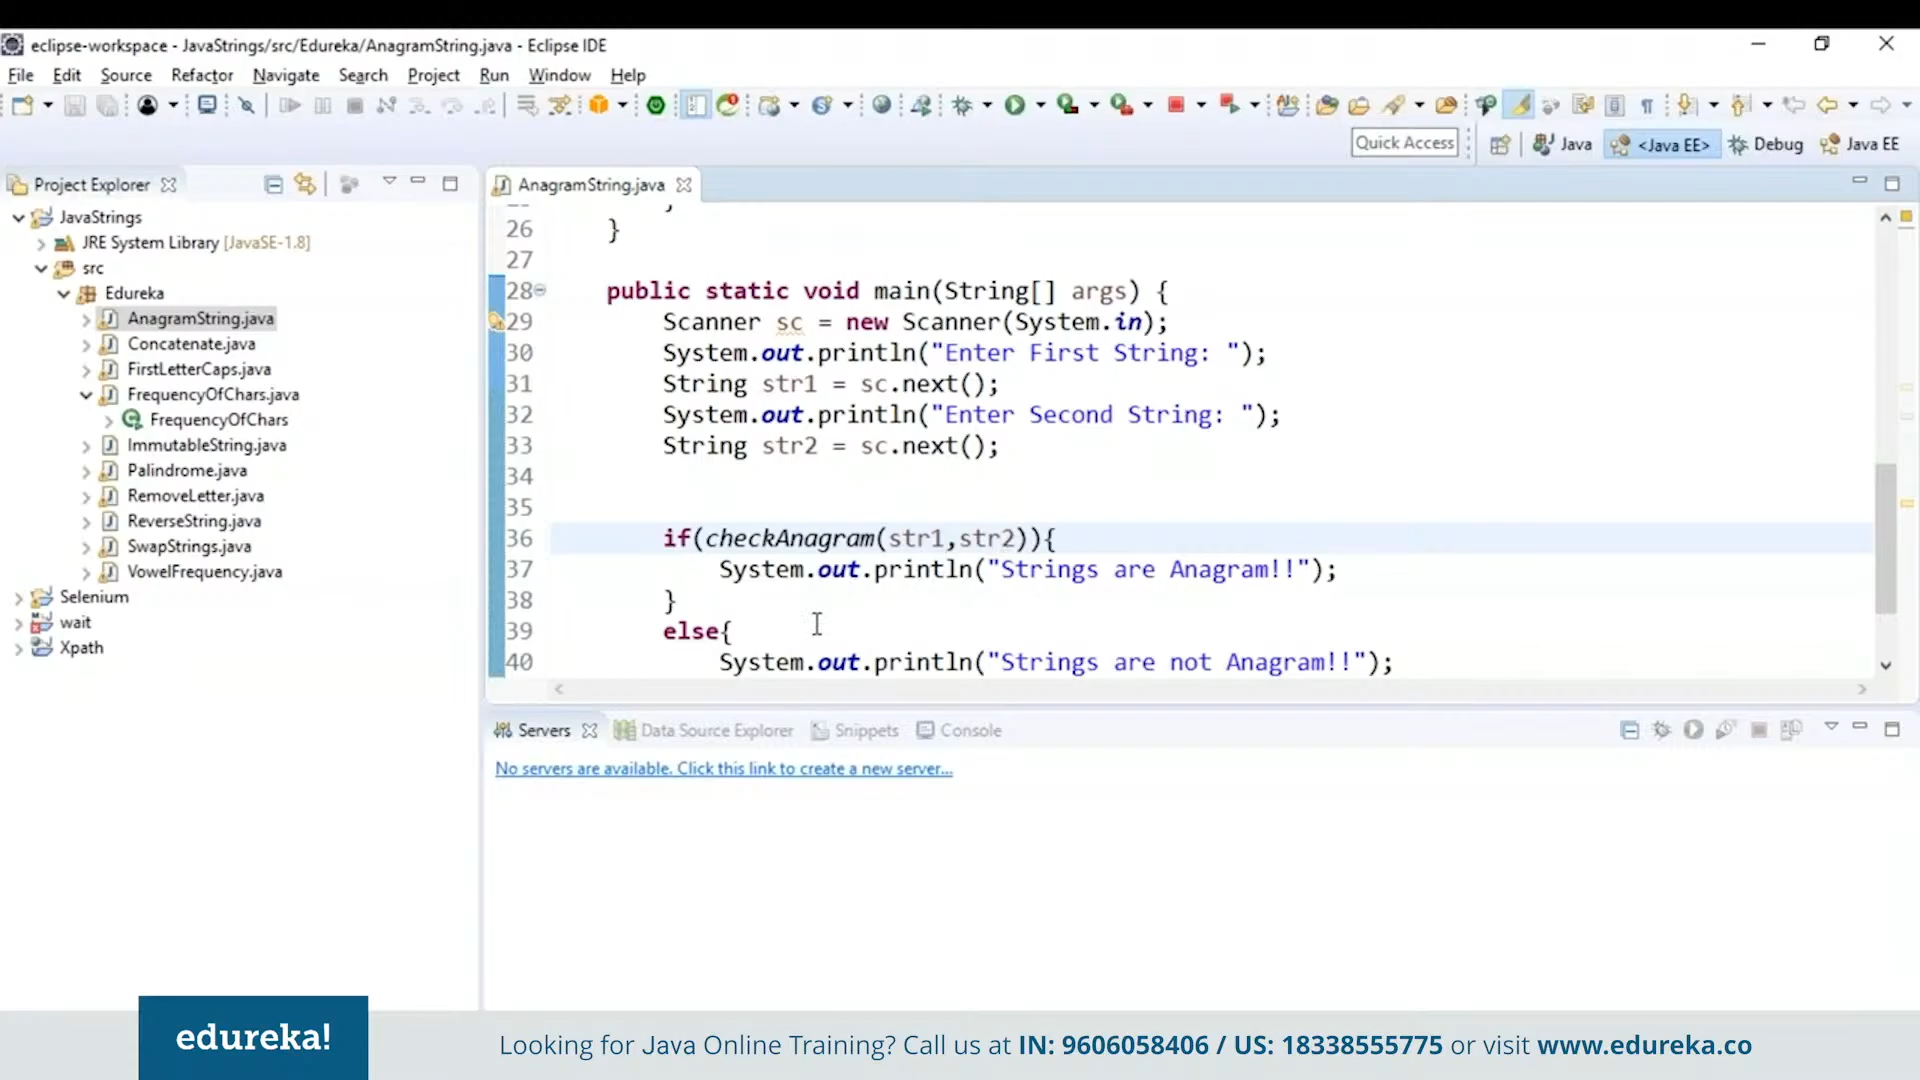 eclipse-workspace - JavaStrings/src/Edureka/AnagramString.java - Eclipse IDE
File Edit Source Refactor Navigate Search Project Run Window Help
Quick Access Java <Java EE> Debug Java EE
Project Explorer
JavaStrings
JRE System Library [JavaSE-1.8]
src
Edureka
AnagramString.java
Concatenate.java
FirstLetterCaps.java
FrequencyOfChars.java
FrequencyOfChars
ImmutableString.java
Palindrome.java
RemoveLetter.java
ReverseString.java
SwapStrings.java
VowelFrequency.java
Selenium
wait
Xpath
AnagramString.java
26 }
27
28 public static void main(String[] args) {
29 Scanner sc = new Scanner(System.in);
30 System.out.println("Enter First String: ");
31 String str1 = sc.next();
32 System.out.println("Enter Second String: ");
33 String str2 = sc.next();
34
35
36 if(checkAnagram(str1,str2)){
37 System.out.println("Strings are Anagram!!");
38 }
39 else{
40 System.out.println("Strings are not Anagram!!");
Servers Data Source Explorer Snippets Console
No servers are available. Click this link to create a new server...
edureka!
Looking for Java Online Training? Call us at IN: 9606058406 / US: 18338555775 or visit www.edureka.co